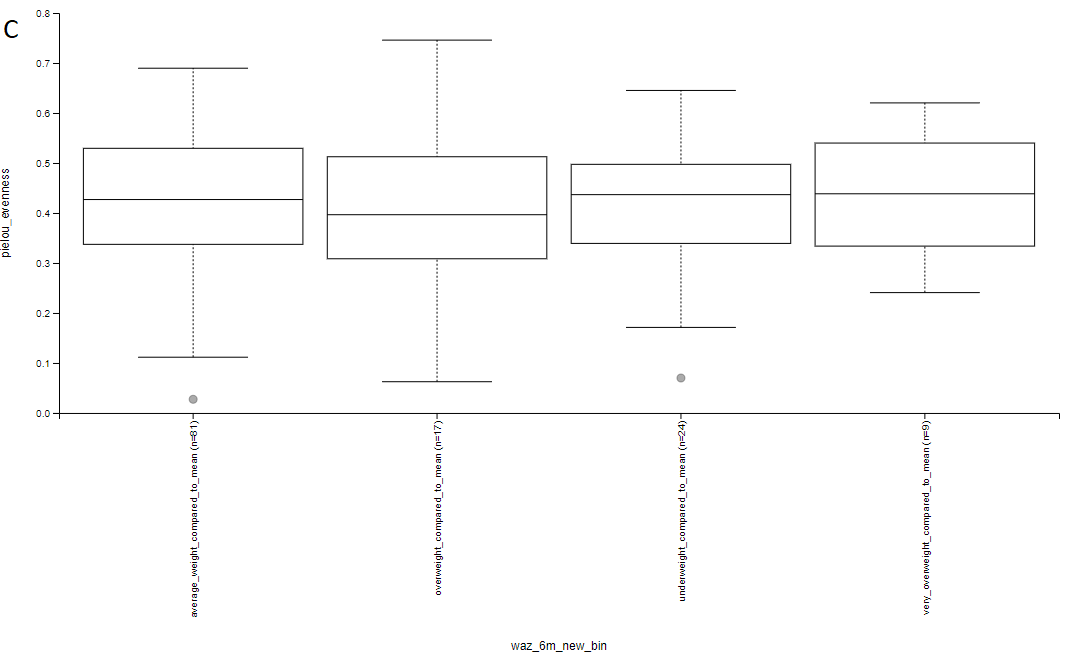 C
0.8
0.7
0.6
0.5
0.4
0.3
0.2
0.1
0.0
pielou_evenness
average_weight_compared_to_mean (n=81)
overweight_compared_to_mean (n=17)
underweight_compared_to_mean (n=24)
very_overweight_compared_to_mean (n=9)
waz_6m_new_bin